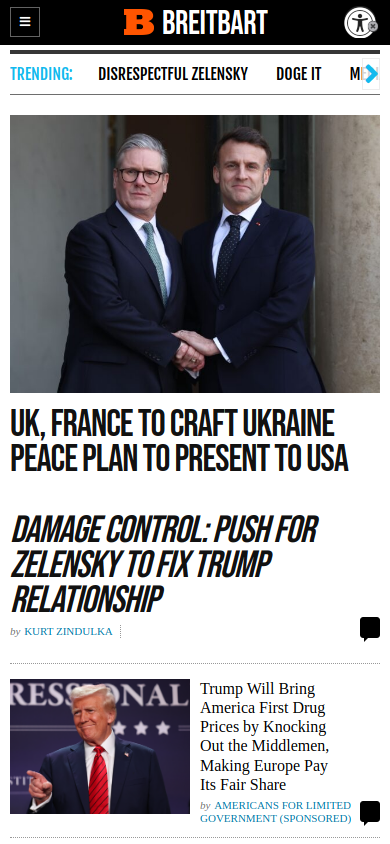 BREITBART
TRENDING:
DISRESPECTFUL ZELENSKY
DOGE IT
UK, FRANCE TO CRAFT UKRAINE
PEACE PLAN TO PRESENT TO USA
DAMAGE CONTROL: PUSH FOR
ZELENSKY TO FIX TRUMP
RELATIONSHIP
by KURT ZINDULKA
Trump Will Bring
America First Drug
Prices by Knocking
Out the Middlemen,
Making Europe Pay
Its Fair Share
by AMERICANS FOR LIMITED
GOVERNMENT (SPONSORED)